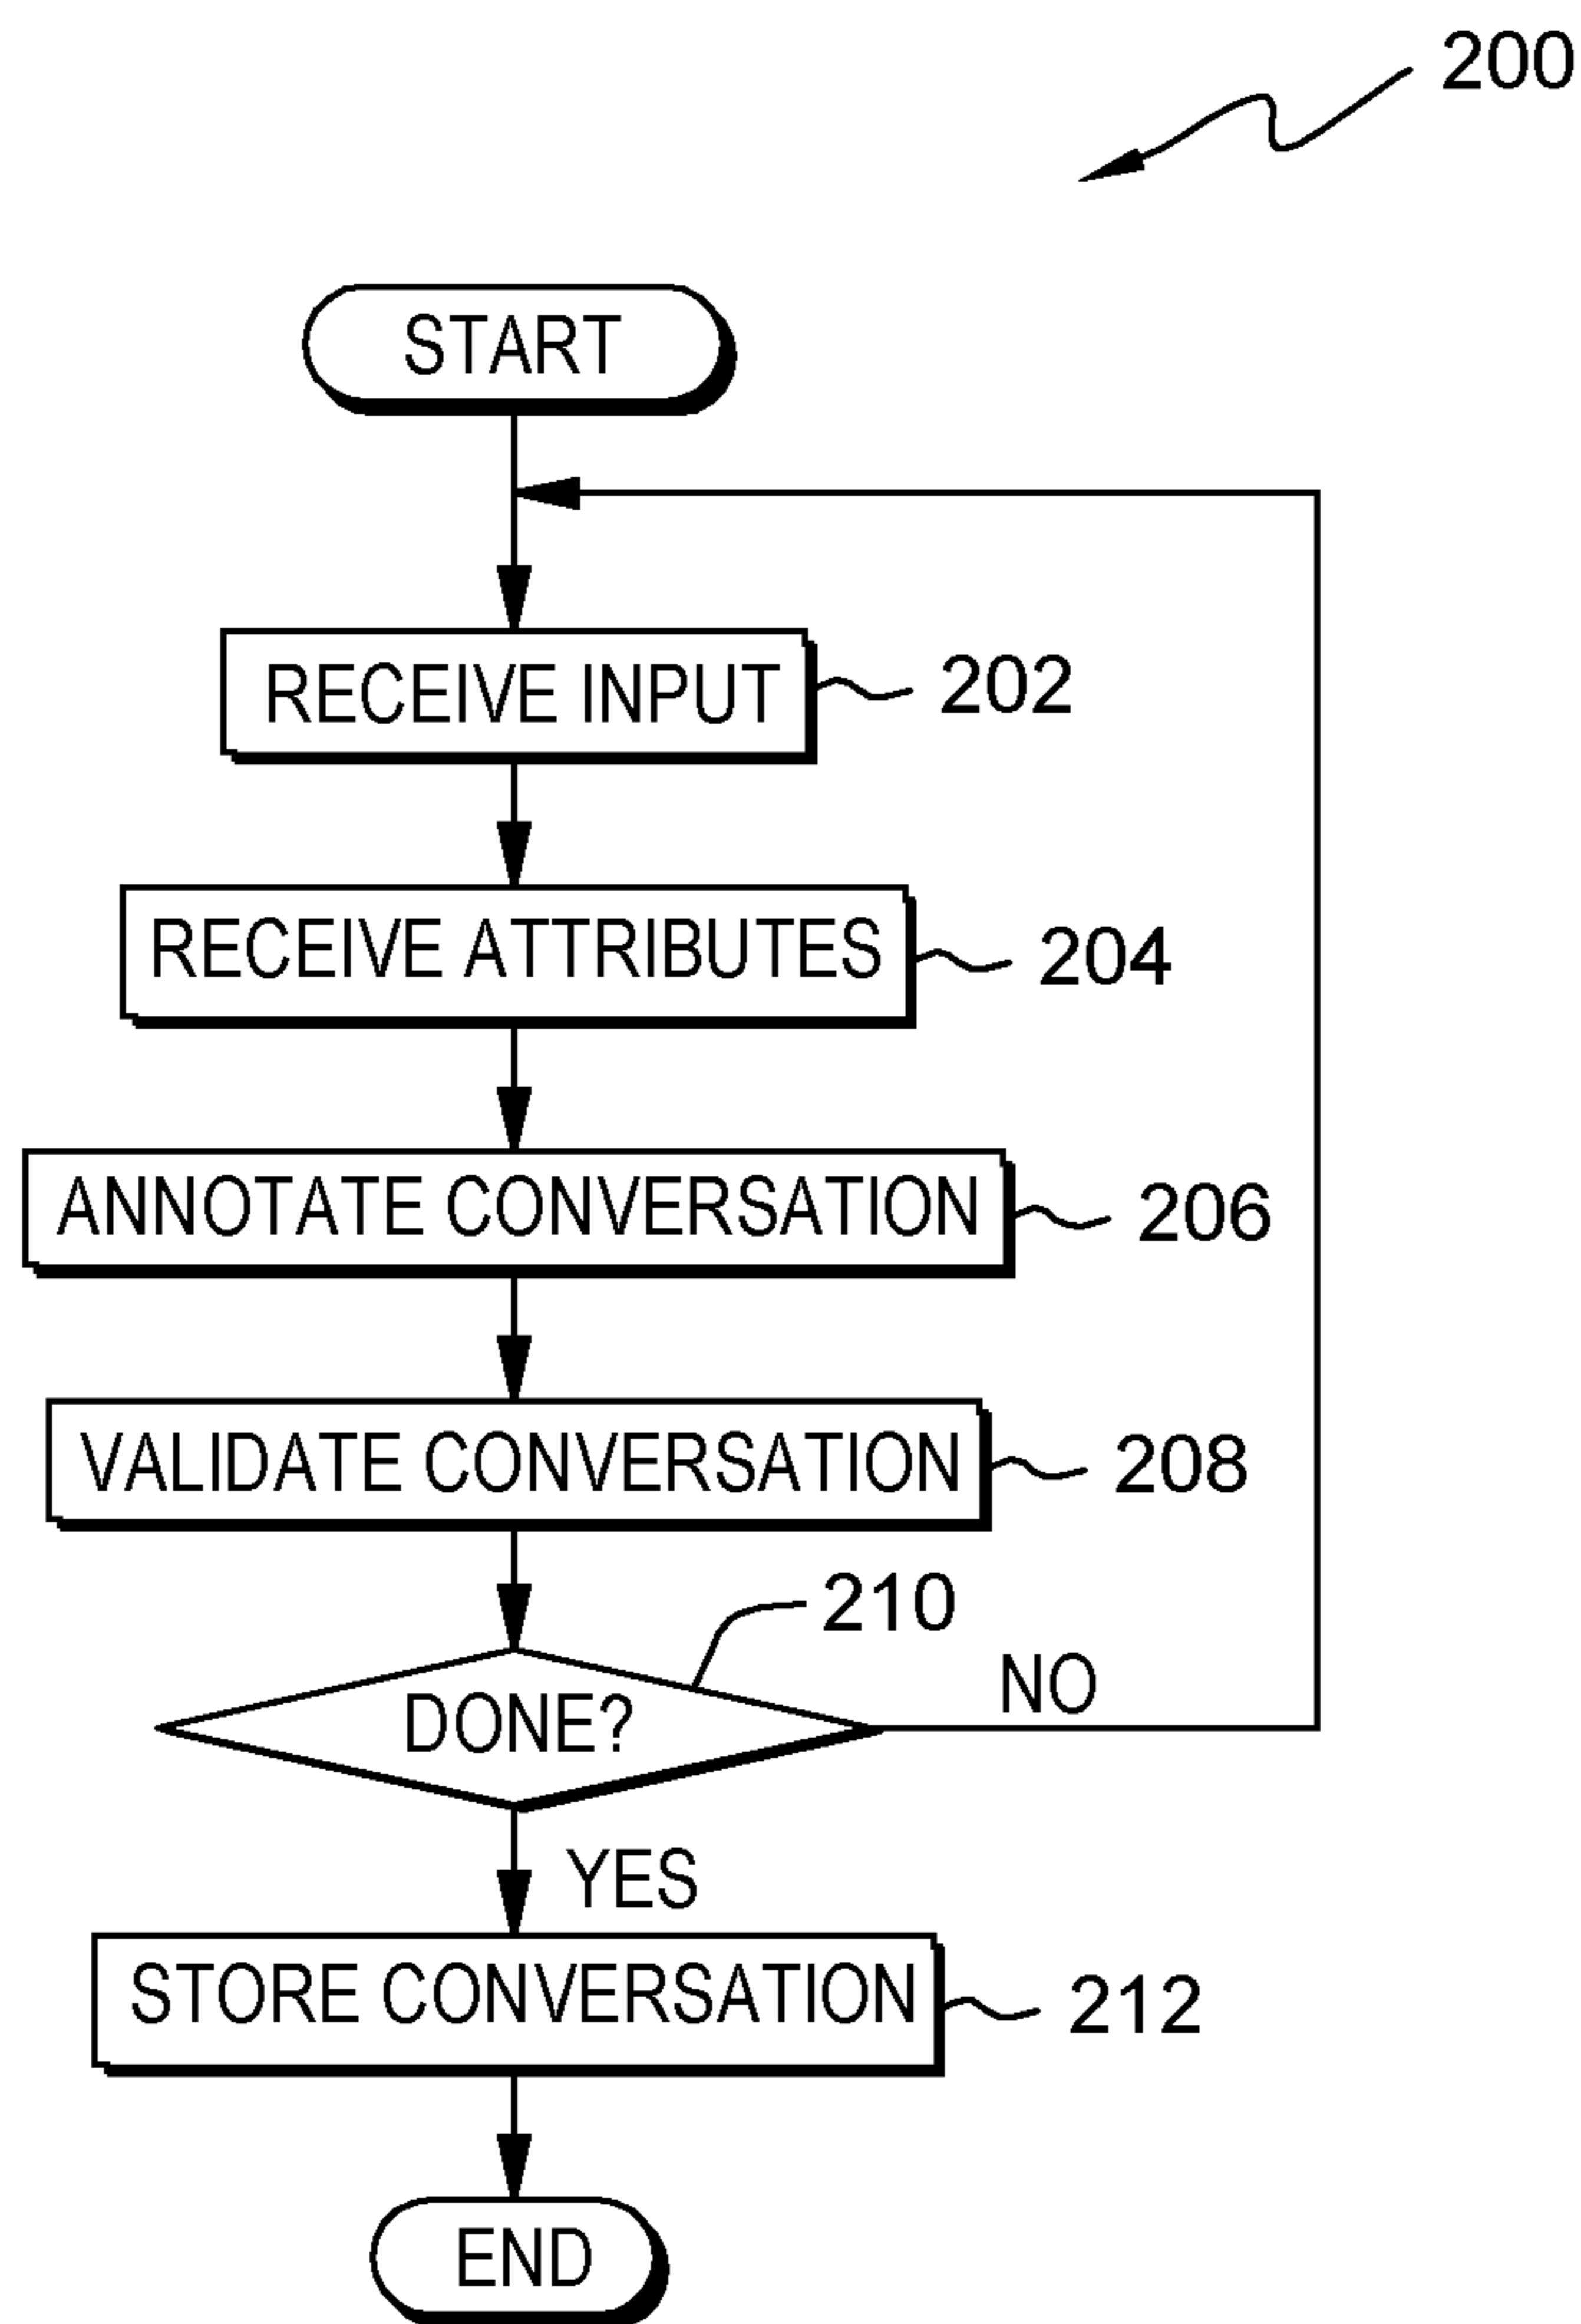 200
START
RECEIVE INPUT 202
RECEIVE ATTRIBUTES 204
ANNOTATE CONVERSATION 206
VALIDATE CONVERSATION 208
210
DONE?
NO
YES
STORE CONVERSATION 212
END